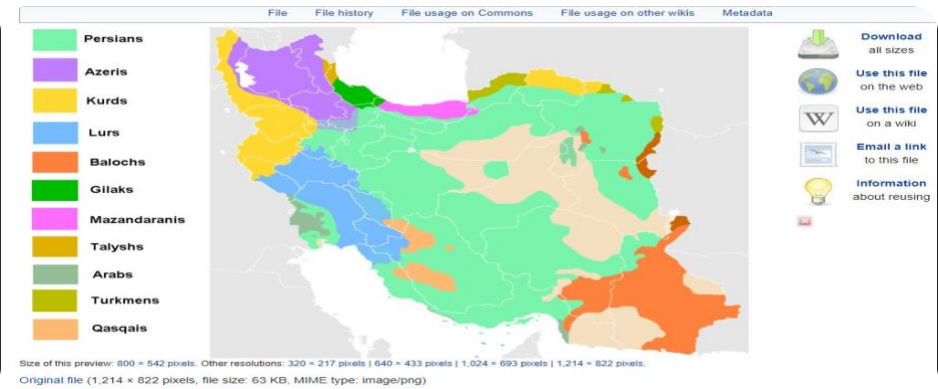 File File history File usage on Commons File usage on other wikis Metadata
Persians
Azeris
Kurds
Lurs
Balochs
Gilaks
Mazandaranis
Talyshs
Arabs
Turkmens
Qasqais
Download
all sizes
Use this file
on the web
Use this file
on a wiki
Email a link
to this file
Information
about reusing
W
Size of this preview: 800 × 542 pixels. Other resolutions: 320 × 217 pixels | 640 × 433 pixels | 1,024 × 693 pixels | 1,214 × 822 pixels.
Original file (1,214 × 822 pixels, file size: 63 KB, MIME type: image/png)